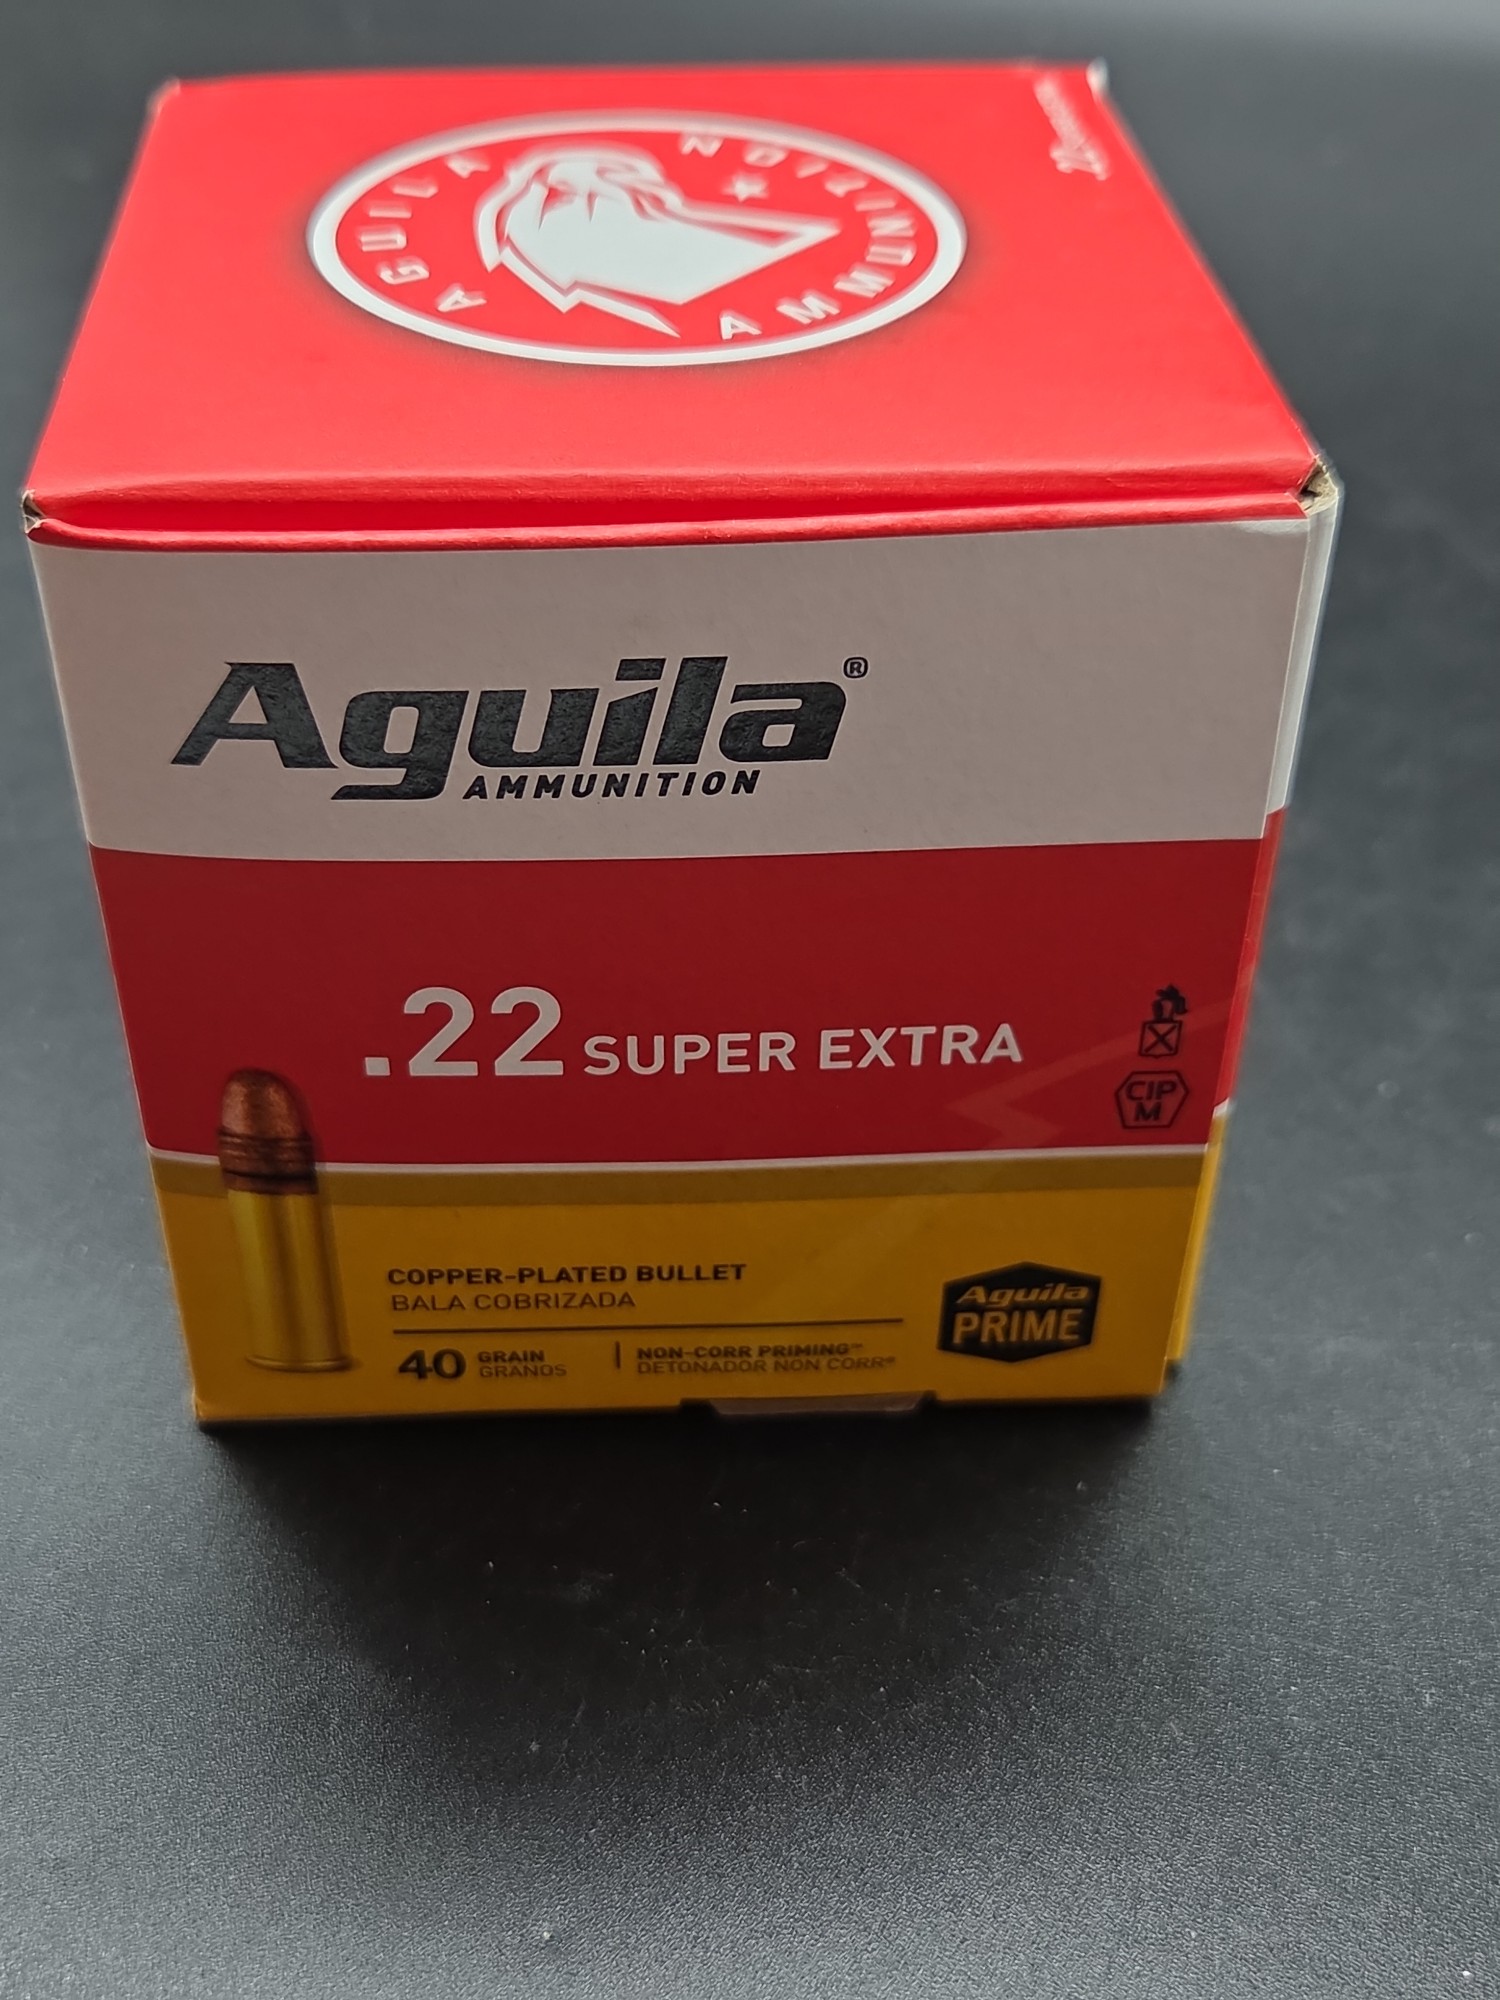 AGUILA AMMUNITION
Aguila®
AMMUNITION
.22 SUPER EXTRA
CIP
M
COPPER-PLATED BULLET
BALA COBRIZADA
40 GRAIN
GRANOS
NON-CORR PRIMING™
DETONADOR NON CORR®
Aguila
PRIME